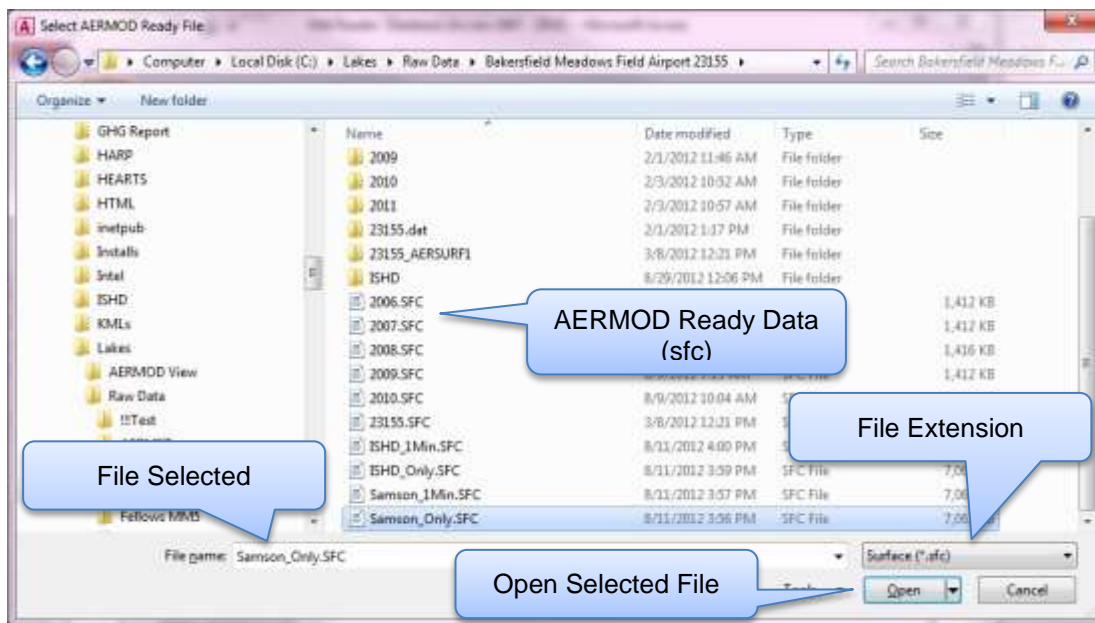 Select AERMOD Ready File
Computer Local Disk (C:) Lakes Raw Data Bakersfield Meadows Field Airport 23155
Search Bakersfield Meadows F...
Organize New folder
Name Date modified Type Size
GHG Report
HARP
HEARTS
HTML
inetpub
Installs
Intel
ISHD
KMLs
Lakes
AERMOD View
Raw Data
!!Test
Fellows MM5
2009 2/1/2012 11:46 AM File folder
2010 2/3/2012 10:52 AM File folder
2011 2/3/2012 10:57 AM File folder
23155.dat 2/1/2012 1:17 PM File folder
23155_AERSURF1 3/8/2012 12:21 PM File folder
ISHD 8/29/2012 12:06 PM File folder
2006.SFC 1,412 KB
2007.SFC 1,412 KB
2008.SFC 1,416 KB
2009.SFC 1,412 KB
2010.SFC 8/9/2012 10:04 AM
23155.SFC 3/8/2012 12:21 PM
ISHD_1Min.SFC 8/11/2012 4:00 PM
ISHD_Only.SFC 8/11/2012 3:59 PM SFC File
Samson_1Min.SFC 8/11/2012 3:57 PM SFC File
Samson_Only.SFC 8/11/2012 3:56 PM SFC File
AERMOD Ready Data
(sfc)
File Extension
File Selected
File name: Samson_Only.SFC
Surface (*.sfc)
Open Selected File
Open Cancel